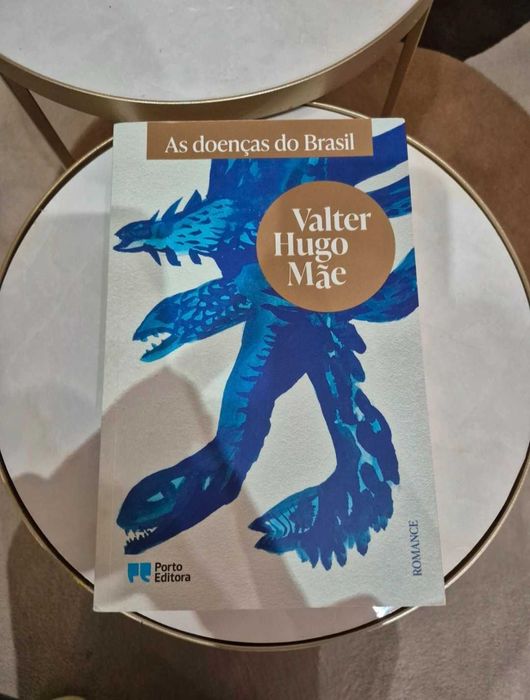 As doenças do Brasil
Valter
Hugo
Mãe
Porto
Editora
ROMANCE